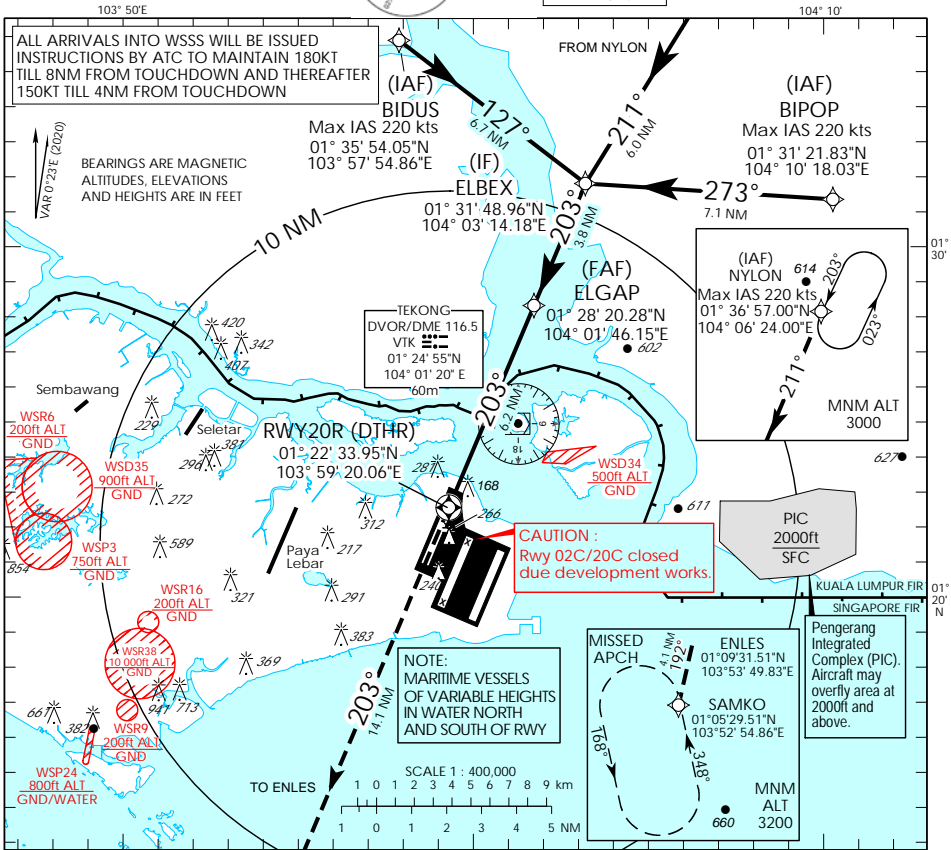 103° 50'E
104° 10'
ALL ARRIVALS INTO WSSS WILL BE ISSUED
INSTRUCTIONS BY ATC TO MAINTAIN 180KT
TILL 8NM FROM TOUCHDOWN AND THEREAFTER
150KT TILL 4NM FROM TOUCHDOWN
FROM NYLON
VAR 0°23'E (2020)
BEARINGS ARE MAGNETIC
ALTITUDES, ELEVATIONS
AND HEIGHTS ARE IN FEET
(IAF)
BIDUS
Max IAS 220 kts
01° 35' 54.05"N
103° 57' 54.86"E
127°
6.7 NM
211°
6.0 NM
(IAF)
BIPOP
Max IAS 220 kts
01° 31' 21.83"N
104° 10' 18.03"E
273°
7.1 NM
(IF)
ELBEX
01° 31' 48.96"N
104° 03' 14.18"E
203°
3.8 NM
10 NM
01°
30'
(FAF)
ELGAP
01° 28' 20.28"N
104° 01' 46.15"E
602
(IAF)
NYLON
Max IAS 220 kts
01° 36' 57.00"N
104° 06' 24.00"E
614
203°
023°
211°
MNM ALT
3000
TEKONG
DVOR/DME 116.5
VTK
01° 24' 55"N
104° 01' 20" E
60m
420
342
407
Sembawang
229
Seletar
381
296
203°
6.2 NM
9
18
RWY20R (DTHR)
01° 22' 33.95"N
103° 59' 20.06"E
281
168
266
240
WSR6
200ft ALT
GND
WSD35
900ft ALT
GND
WSP3
750ft ALT
GND
854
272
589
312
217
Paya
Lebar
321
291
383
369
WSD34
500ft ALT
GND
611
627
PIC
2000ft
SFC
CAUTION :
Rwy 02C/20C closed
due development works.
x
x
KUALA LUMPUR FIR
SINGAPORE FIR
01°
20'
N
WSR16
200ft ALT
GND
WSR38
10 000ft ALT
GND
941
713
WSR9
200ft ALT
GND
661
382
WSP24
800ft ALT
GND/WATER
203°
14.1 NM
TO ENLES
NOTE:
MARITIME VESSELS
OF VARIABLE HEIGHTS
IN WATER NORTH
AND SOUTH OF RWY
MISSED
APCH
4.1 NM
192°
ENLES
01°09'31.51"N
103°53' 49.83"E
SAMKO
01°05'29.51"N
103°52' 54.86"E
168°
348°
660
MNM
ALT
3200
Pengerang
Integrated
Complex (PIC).
Aircraft may
overfly area at
2000ft and
above.
SCALE 1 : 400,000
1 0 1 2 3 4 5 6 7 8 9 km
1 0 1 2 3 4 5 NM